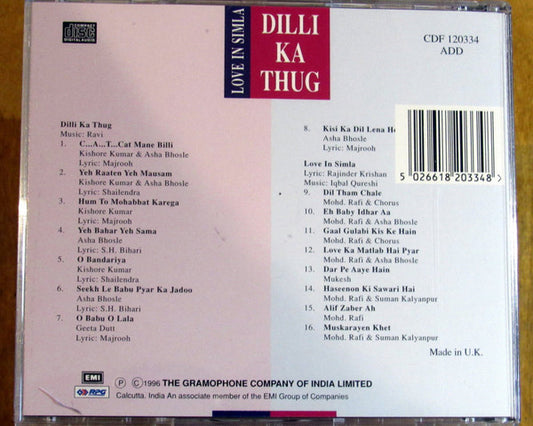 COMPACT
disc
DIGITAL AUDIO
LOVE IN SIMLA
DILLI
KA
THUG
CDF 120334
ADD
Dilli Ka Thug
Music: Ravi
1. C...A...T...Cat Mane Billi
Kishore Kumar & Asha Bhosle
Lyric: Majrooh
2. Yeh Raaten Yeh Mausam
Kishore Kumar & Asha Bhosle
Lyric: Shailendra
3. Hum To Mohabbat Karega
Kishore Kumar
Lyric: Majrooh
4. Yeh Bahar Yeh Sama
Asha Bhosle
Lyric: S.H. Bihari
5. O Bandariya
Kishore Kumar
Lyric: Shailendra
6. Seekh Le Babu Pyar Ka Jadoo
Asha Bhosle
Lyric: S.H. Bihari
7. O Babu O Lala
Geeta Dutt
Lyric: Majrooh
8. Kisi Ka Dil Lena Ho
Asha Bhosle
Lyric: Majrooh
Love In Simla
Lyric: Rajinder Krishan
Music: Iqbal Qureshi
9. Dil Tham Chale
Mohd. Rafi & Chorus
10. Eh Baby Idhar Aa
Mohd. Rafi & Asha Bhosle
11. Gaal Gulabi Kis Ke Hain
Mohd. Rafi & Chorus
12. Love Ka Matlab Hai Pyar
Mohd. Rafi & Asha Bhosle
13. Dar Pe Aaye Hain
Mukesh
14. Haseenon Ki Sawari Hai
Mohd. Rafi & Suman Kalyanpur
15. Alif Zaber Ah
Mohd. Rafi
16. Muskarayen Khet
Mohd. Rafi & Suman Kalyanpur
5 026618 203348 >
Made in U.K.
EMI
RPG
Ⓟ © 1996 THE GRAMOPHONE COMPANY OF INDIA LIMITED
Calcutta. India An associate member of the EMI Group of Companies